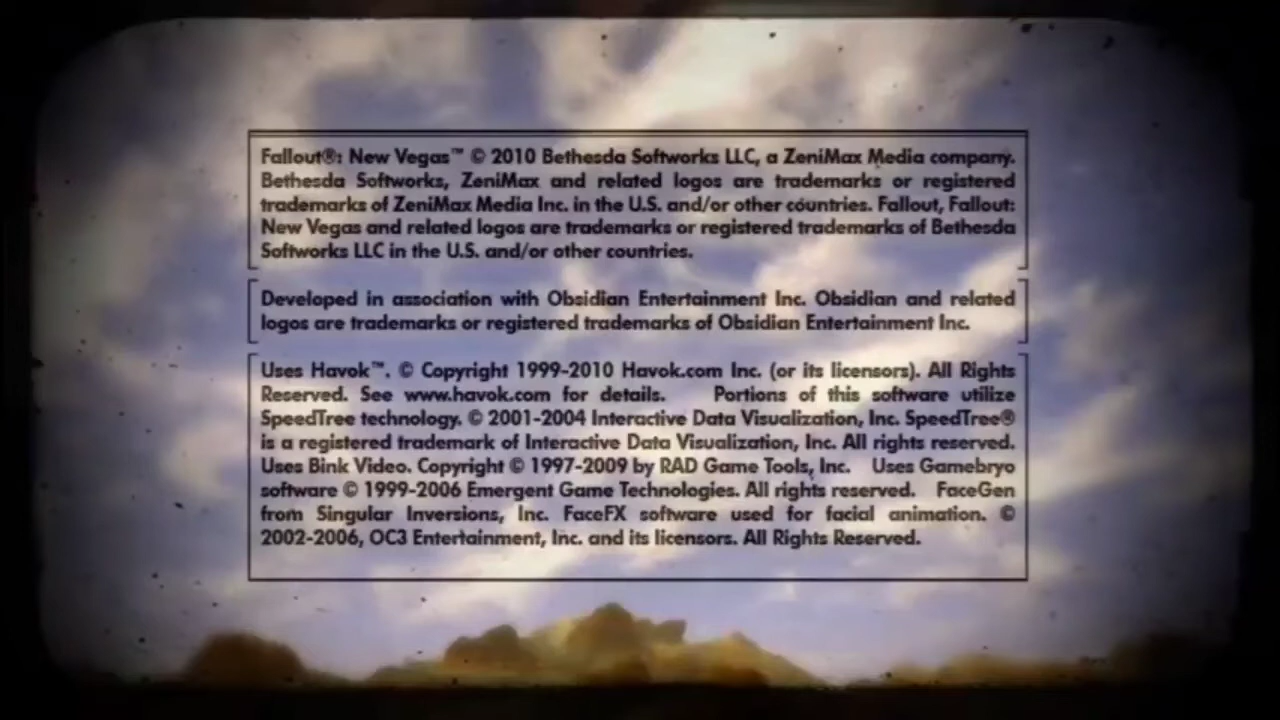 Fallout®: New Vegas™ © 2010 Bethesda Softworks LLC, a ZeniMax Media company.
Bethesda Softworks, ZeniMax and related logos are trademarks or registered
trademarks of ZeniMax Media Inc. in the U.S. and/or other countries. Fallout, Fallout:
New Vegas and related logos are trademarks or registered trademarks of Bethesda
Softworks LLC in the U.S. and/or other countries.
Developed in association with Obsidian Entertainment Inc. Obsidian and related
logos are trademarks or registered trademarks of Obsidian Entertainment Inc.
Uses Havok™. © Copyright 1999-2010 Havok.com Inc. (or its licensors). All Rights
Reserved. See www.havok.com for details. Portions of this software utilize
SpeedTree technology. © 2001-2004 Interactive Data Visualization, Inc. SpeedTree®
is a registered trademark of Interactive Data Visualization, Inc. All rights reserved.
Uses Bink Video. Copyright © 1997-2009 by RAD Game Tools, Inc. Uses Gamebryo
software © 1999-2006 Emergent Game Technologies. All rights reserved. FaceGen
from Singular Inversions, Inc. FaceFX software used for facial animation. ©
2002-2006, OC3 Entertainment, Inc. and its licensors. All Rights Reserved.